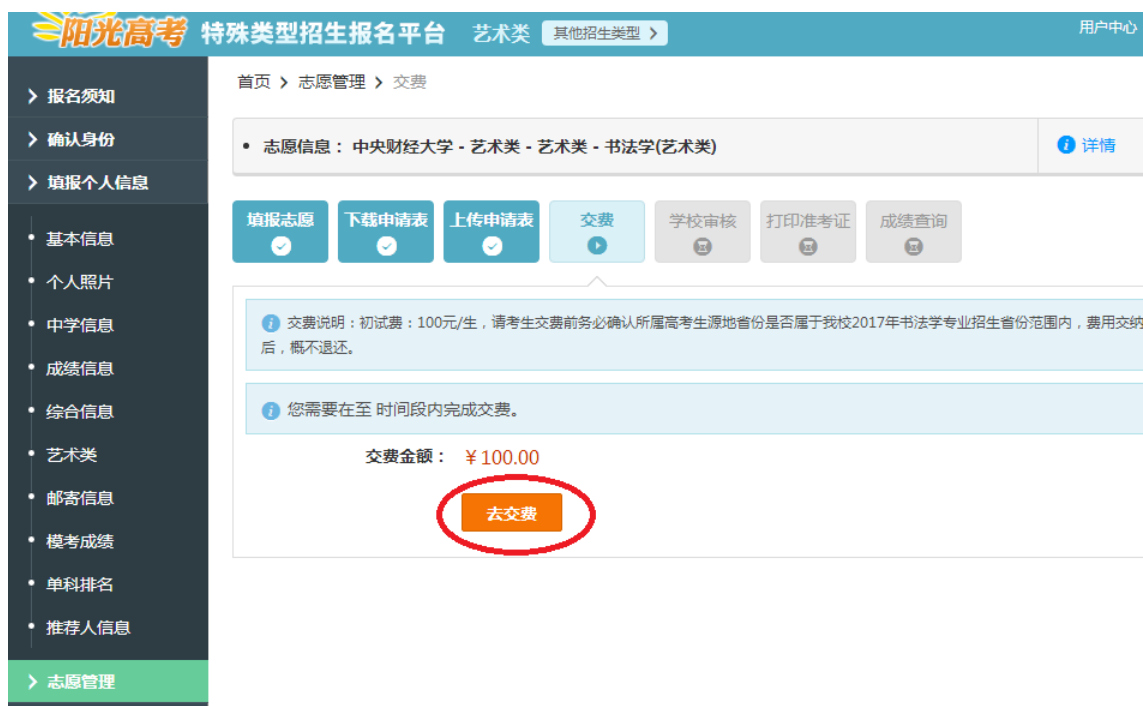 阳光高考 特殊类型招生报名平台 艺术类 其他招生类型 用户中心
首页 > 志愿管理 > 交费
报名须知
确认身份
填报个人信息
基本信息
个人照片
中学信息
成绩信息
综合信息
艺术类
邮寄信息
模考成绩
单科排名
推荐人信息
志愿管理
• 志愿信息：中央财经大学 - 艺术类 - 艺术类 - 书法学(艺术类)
详情
填报志愿 下载申请表 上传申请表 交费 学校审核 打印准考证 成绩查询
交费说明：初试费：100元/生，请考生交费前务必确认所属高考生源地省份是否属于我校2017年书法学专业招生省份范围内，费用交纳
后，概不退还。
您需要在至 时间段内完成交费。
交费金额： ￥100.00
去交费